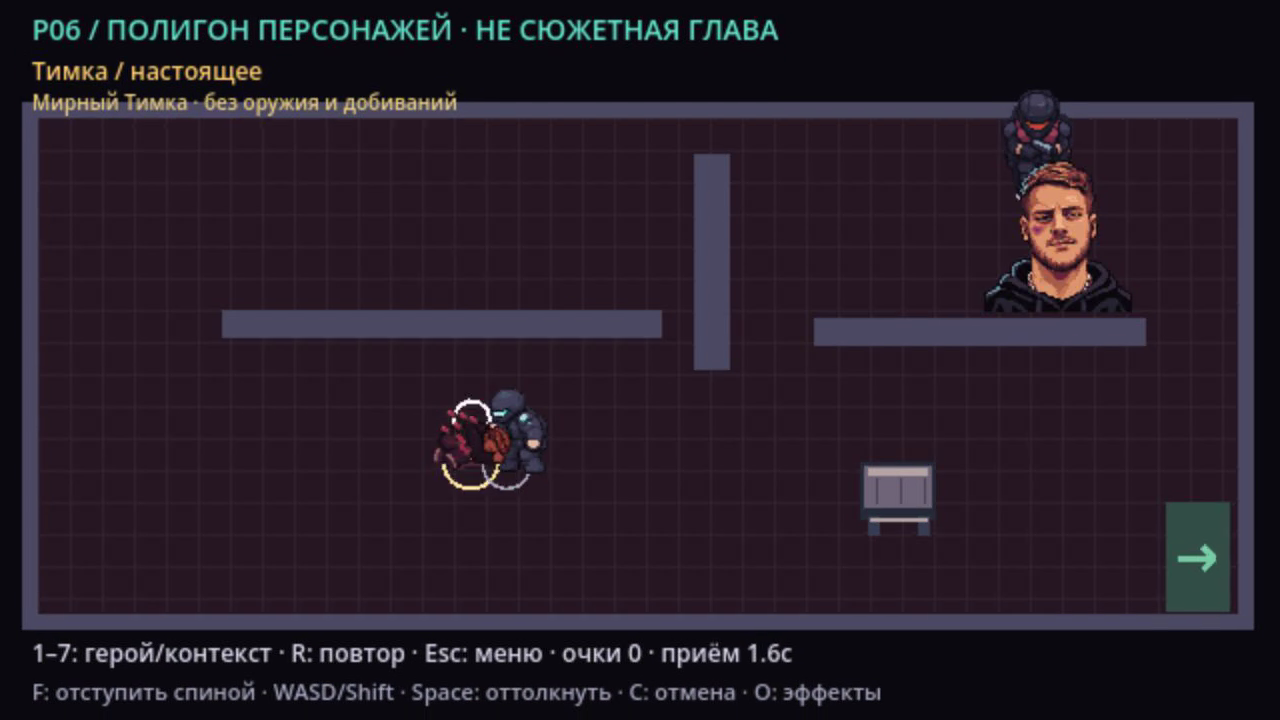 P06 / ПОЛИГОН ПЕРСОНАЖЕЙ · НЕ СЮЖЕТНАЯ ГЛАВА
Тимка / настоящее
Мирный Тимка · без оружия и добиваний
→
1–7: герой/контекст · R: повтор · Esc: меню · очки 0 · приём 1.6с
F: отступить спиной · WASD/Shift · Space: оттолкнуть · C: отмена · O: эффекты